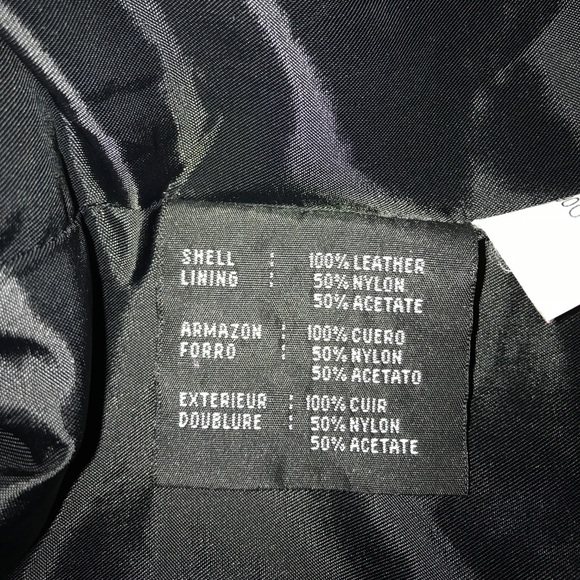 SHELL : 100% LEATHER
LINING : 50% NYLON
50% ACETATE
ARMAZON : 100% CUERO
FORRO : 50% NYLON
50% ACETATO
EXTERIEUR : 100% CUIR
DOUBLURE : 50% NYLON
50% ACETATE